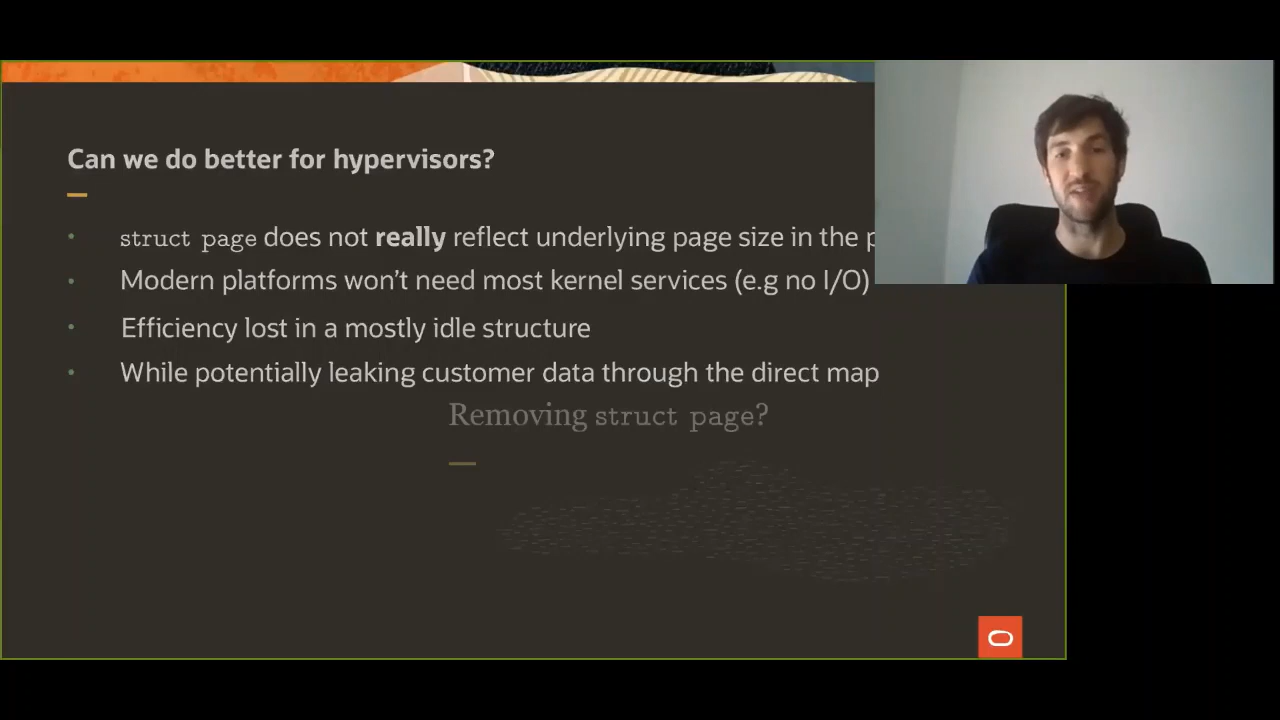 Can we do better for hypervisors?
struct page does not really reflect underlying page size in the
Modern platforms won't need most kernel services (e.g no I/O)
Efficiency lost in a mostly idle structure
While potentially leaking customer data through the direct map
Removing struct page?